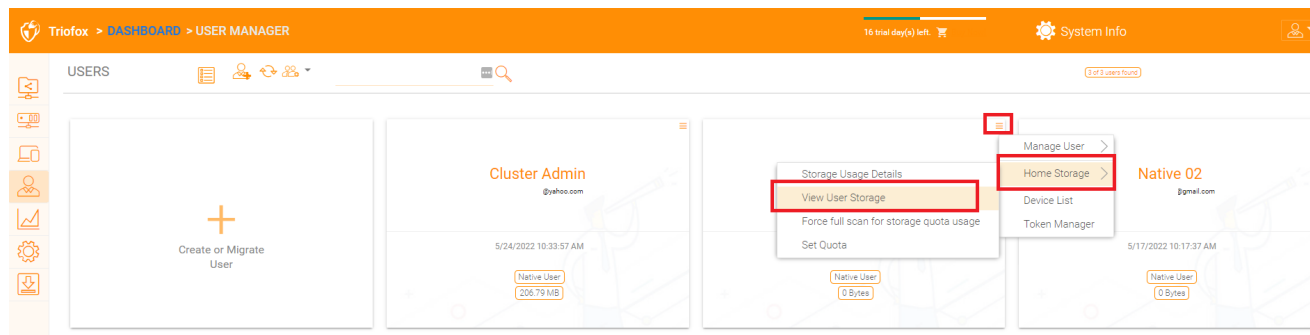 Triofox > DASHBOARD > USER MANAGER
16 trial day(s) left.
System Info
USERS
3 of 3 users found
Create or Migrate
User
Cluster Admin
@yahoo.com
5/24/2022 10:33:57 AM
Native User
206.79 MB
Storage Usage Details
View User Storage
Force full scan for storage quota usage
Set Quota
Native User
0 Bytes
Manage User
Home Storage
Device List
Token Manager
Native 02
@gmail.com
5/17/2022 10:17:37 AM
Native User
0 Bytes